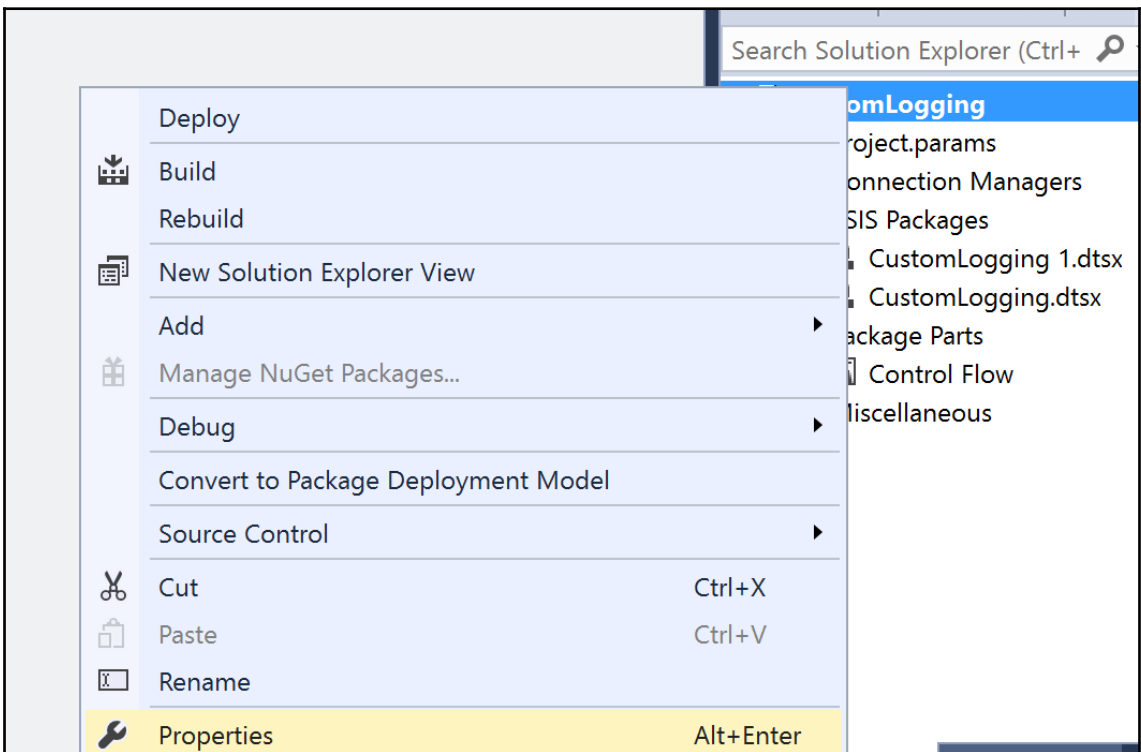 Search Solution Explorer (Ctrl+
Deploy
Build
Rebuild
New Solution Explorer View
Add
Manage NuGet Packages...
Debug
Convert to Package Deployment Model
Source Control
Cut Ctrl+X
Paste Ctrl+V
Rename
Properties Alt+Enter
omLogging
roject.params
onnection Managers
SIS Packages
CustomLogging 1.dtsx
CustomLogging.dtsx
ackage Parts
Control Flow
iscellaneous